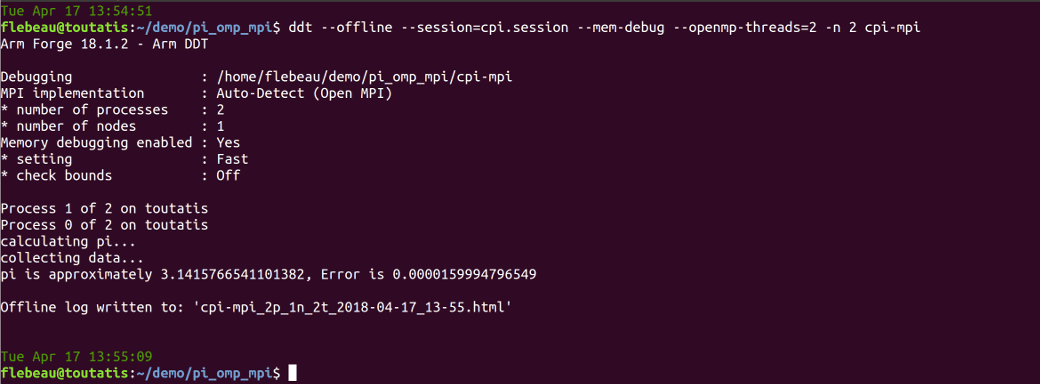 Tue Apr 17 13:54:51
flebeau@toutatis:~/demo/pi_omp_mpi$ ddt --offline --session=cpi.session --mem-debug --openmp-threads=2 -n 2 cpi-mpi
Arm Forge 18.1.2 - Arm DDT
Debugging : /home/flebeau/demo/pi_omp_mpi/cpi-mpi
MPI implementation : Auto-Detect (Open MPI)
* number of processes : 2
* number of nodes : 1
Memory debugging enabled : Yes
* setting : Fast
* check bounds : Off
Process 1 of 2 on toutatis
Process 0 of 2 on toutatis
calculating pi...
collecting data...
pi is approximately 3.1415766541101382, Error is 0.0000159994796549
Offline log written to: 'cpi-mpi_2p_1n_2t_2018-04-17_13-55.html'
Tue Apr 17 13:55:09
flebeau@toutatis:~/demo/pi_omp_mpi$